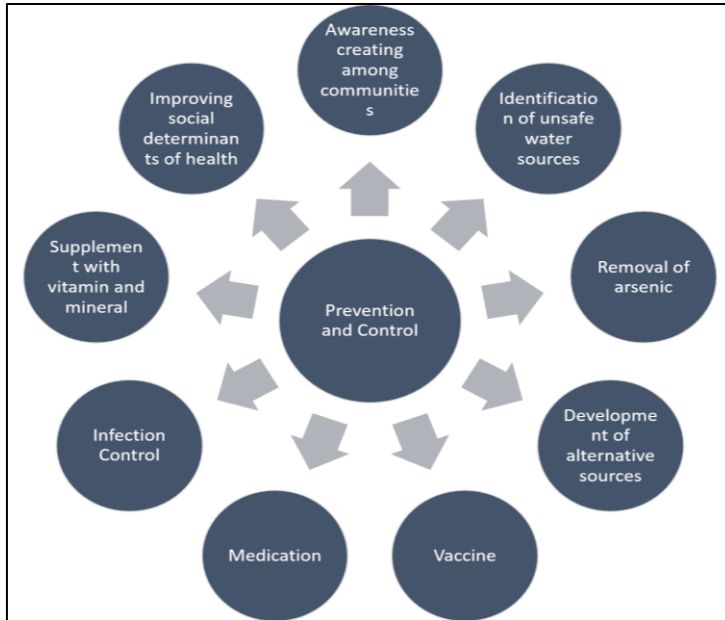 Awareness
creating
among
communitie
s
Identificatio
n of unsafe
water
sources
Removal of
arsenic
Developme
nt of
alternative
sources
Vaccine
Medication
Infection
Control
Supplemen
t with
vitamin and
mineral
Improving
social
determinan
ts of health
Prevention
and Control